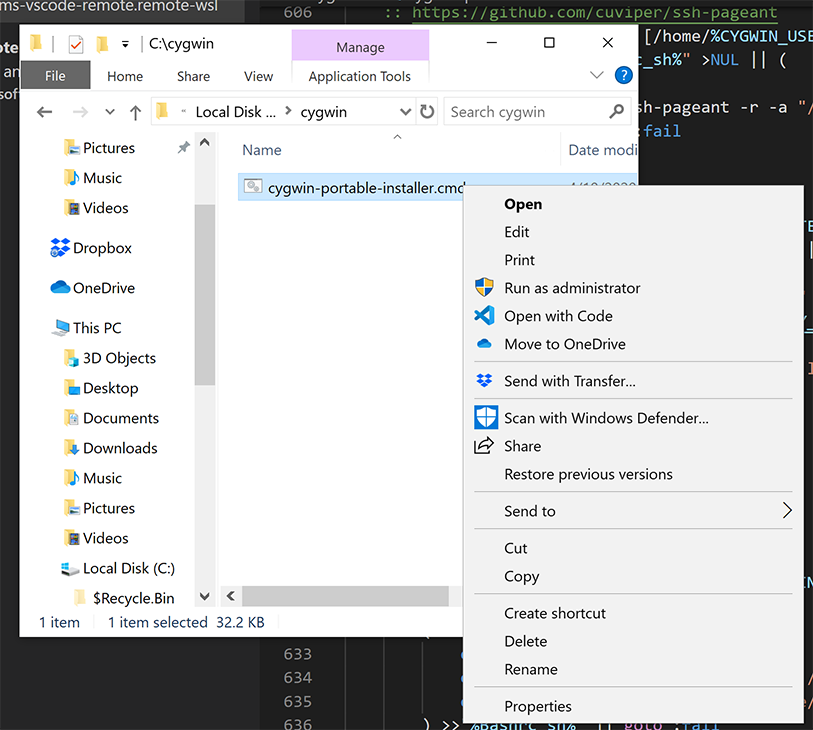 ms-vscode-remote.remote-wsl
606 :: https://github.com/cuviper/ssh-pageant
[/home/%CYGWIN_USE
_sh%" >NUL || (
sh-pageant -r -a "/
:fail
C:\cygwin
Manage
File Home Share View Application Tools
Local Disk ... cygwin
Search cygwin
Name Date modi
cygwin-portable-installer.cmd
Pictures
Music
Videos
Dropbox
OneDrive
This PC
3D Objects
Desktop
Documents
Downloads
Music
Pictures
Videos
Local Disk (C:)
$Recycle.Bin
1 item 1 item selected 32.2 KB
Open
Edit
Print
Run as administrator
Open with Code
Move to OneDrive
Send with Transfer...
Scan with Windows Defender...
Share
Restore previous versions
Send to
Cut
Copy
Create shortcut
Delete
Rename
Properties
633
634
635
636